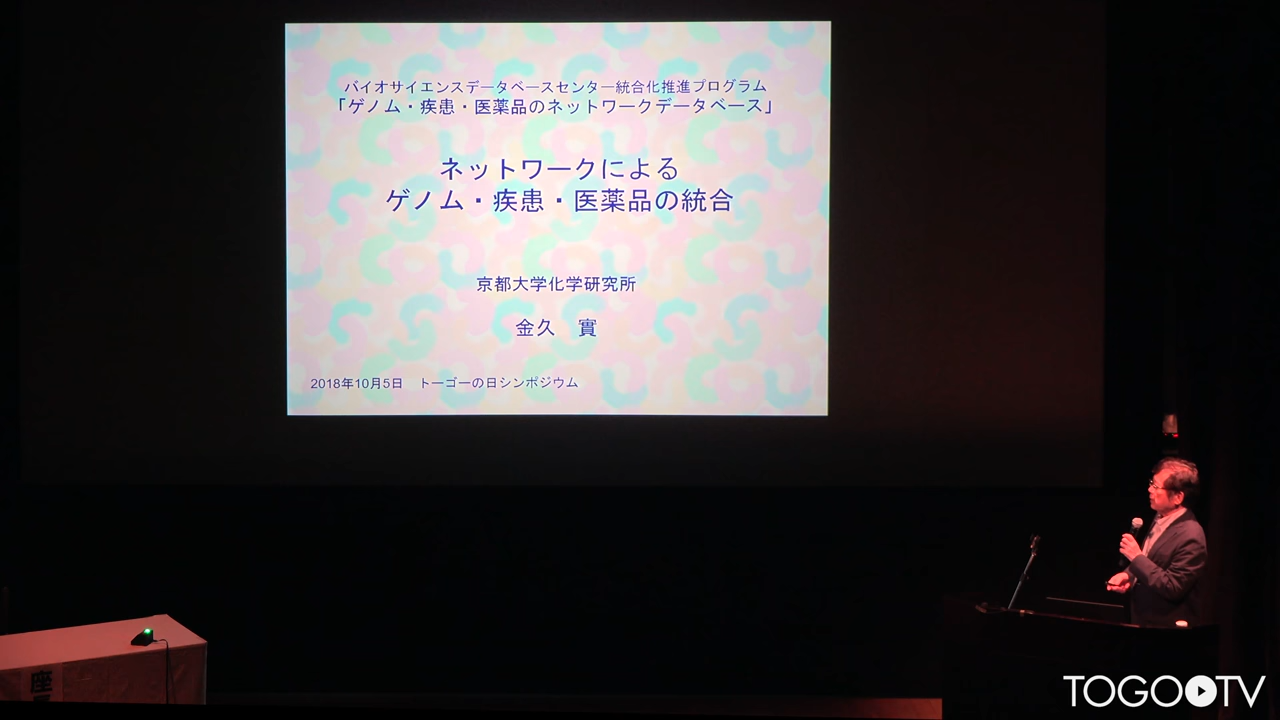 バイオサイエンスデータベースセンター統合化推進プログラム
「ゲノム・疾患・医薬品のネットワークデータベース」
ネットワークによる
ゲノム・疾患・医薬品の統合
京都大学化学研究所
金久 實
2018年10月5日 トーゴーの日シンポジウム
座
TOGOTV